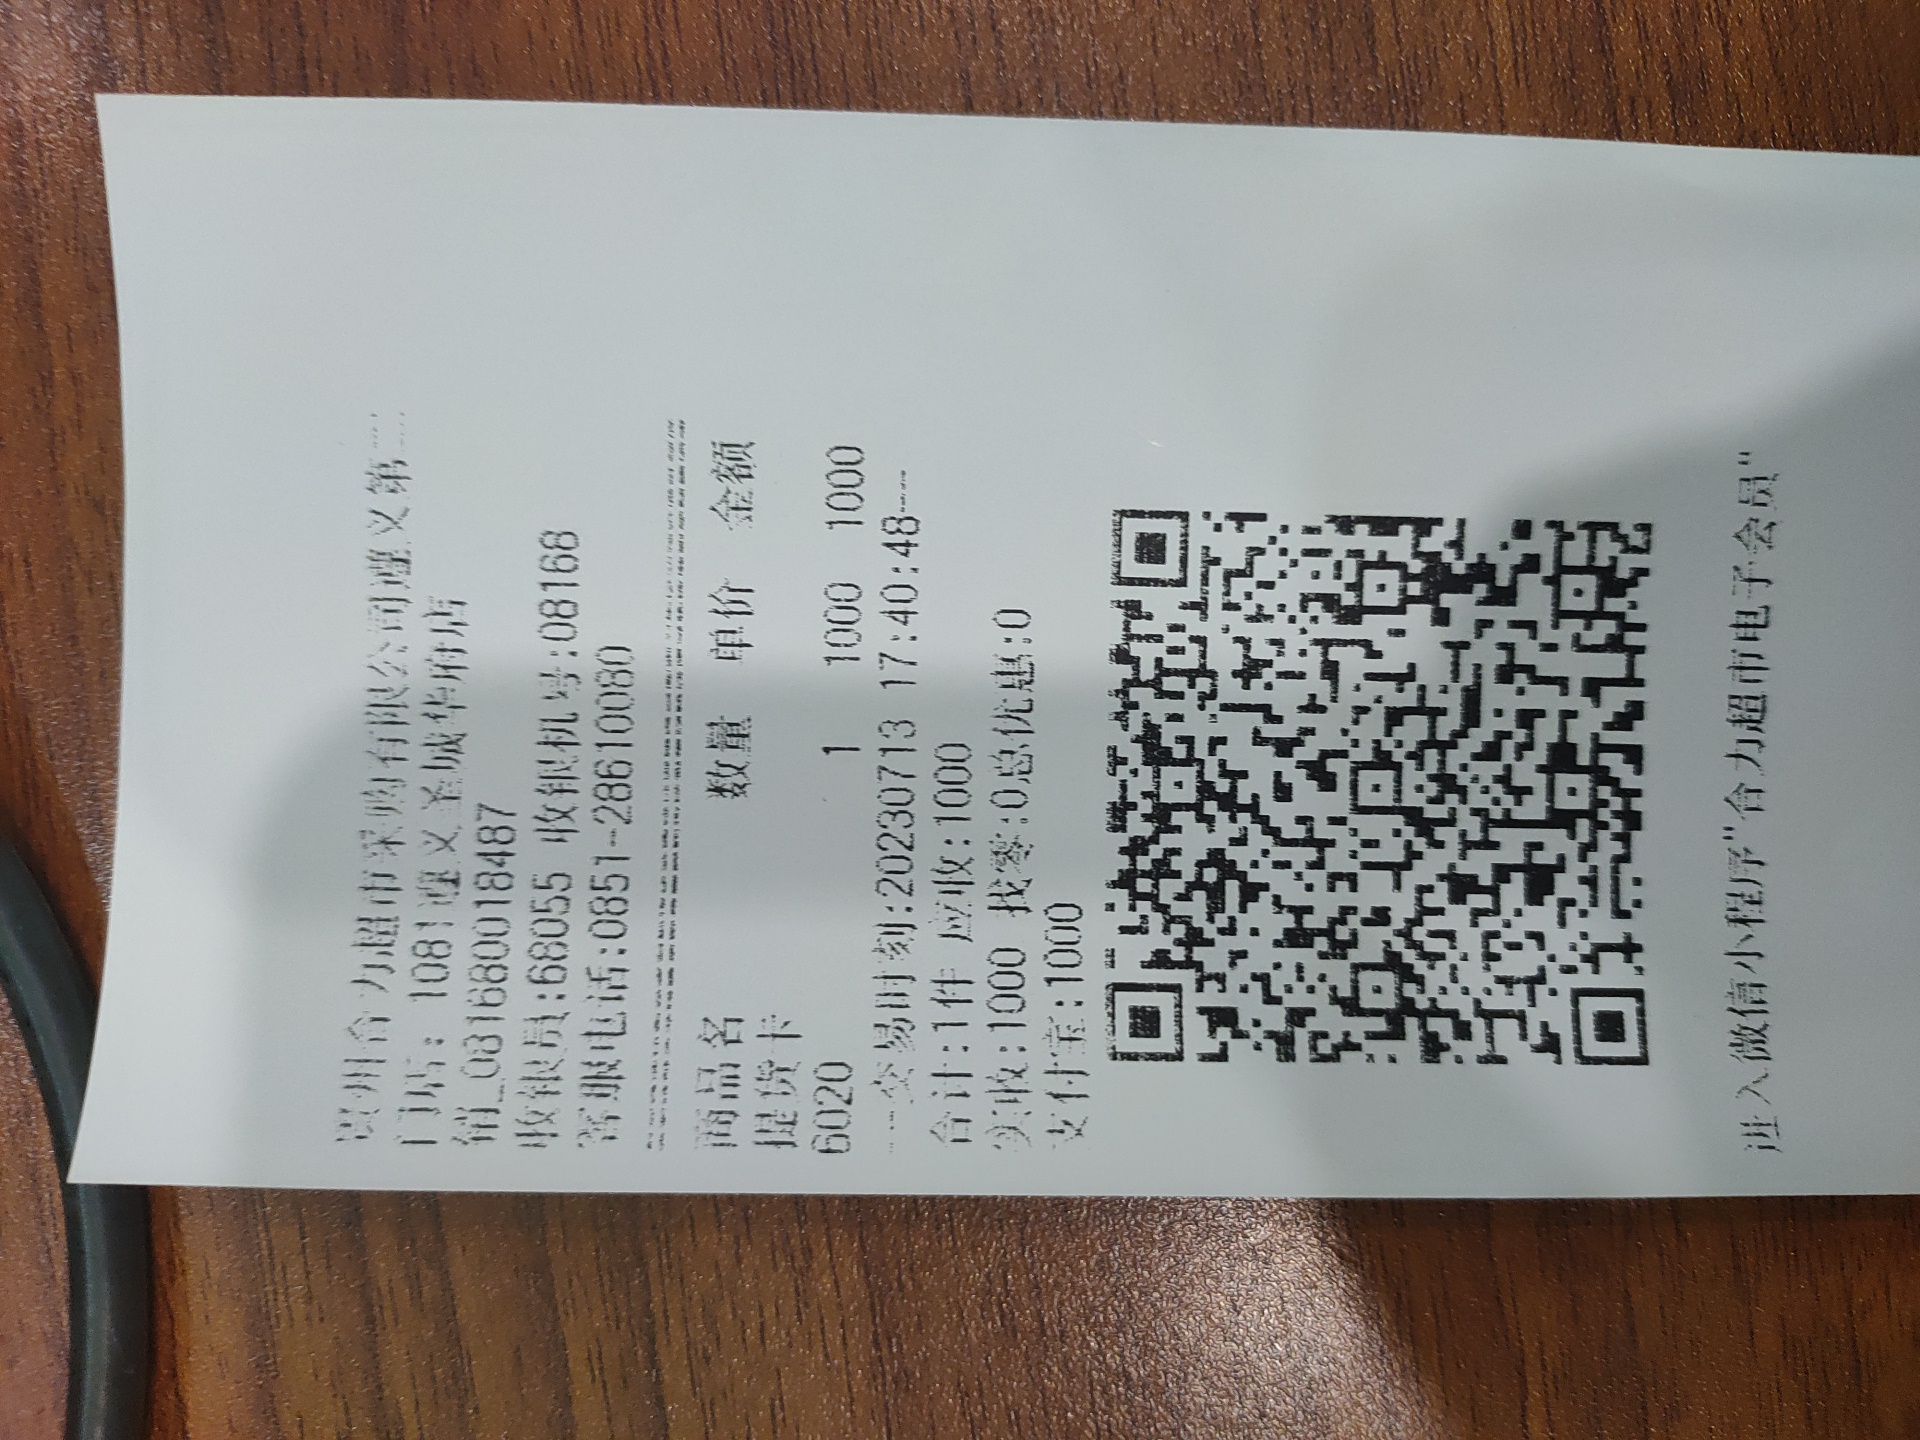 贵州合力超市采购有限公司遵义第二
门店: 1081遵义圣城华府店
销_0816800018487
收银员:68055 收银机号:08168
客服电话:0851-28610080
商品名 数量 单价 金额
提货卡
6020 1 1000 1000
---交易时刻:20230713 17:40:48---
合计:1件 应收:1000
实收:1000 找零:0总优惠:0
支付宝:1000
进入微信小程序"合力超市电子会员"